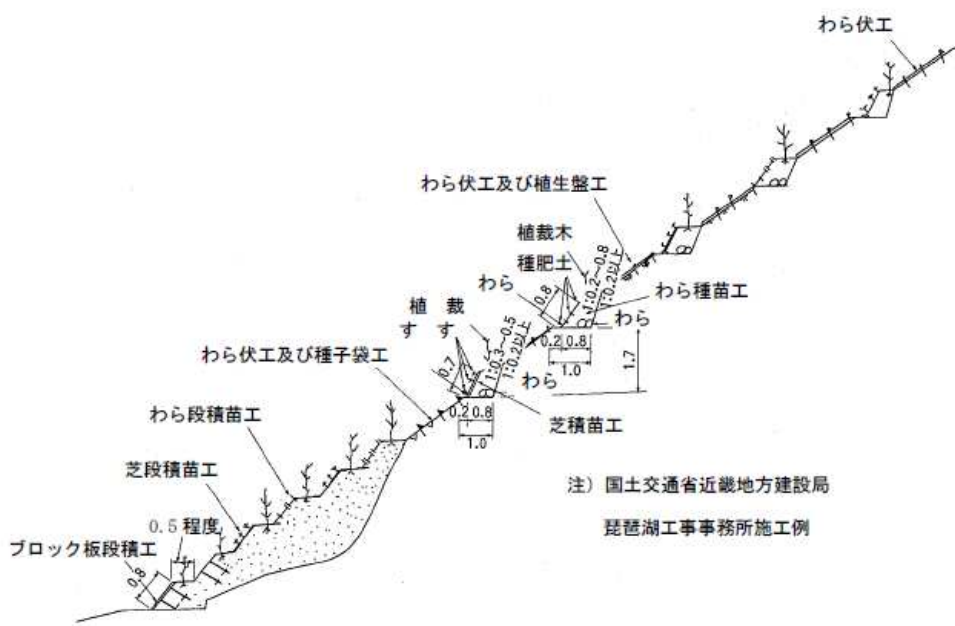 わら伏工
わら伏工及び植生盤工
植裁木
種肥土
わら
0.8
1:0.2~0.8
1:0.2以上
わら種苗工
わら
0.2 0.8
1.0
1.7
植 裁
す す
0.7
1:0.3~0.5
1:0.2以上
わら
わら伏工及び種子袋工
0.2 0.8
1.0
芝積苗工
わら段積苗工
芝段積苗工
0.5程度
ブロック板段積工
0.8
注) 国土交通省近畿地方建設局
琵琶湖工事事務所施工例